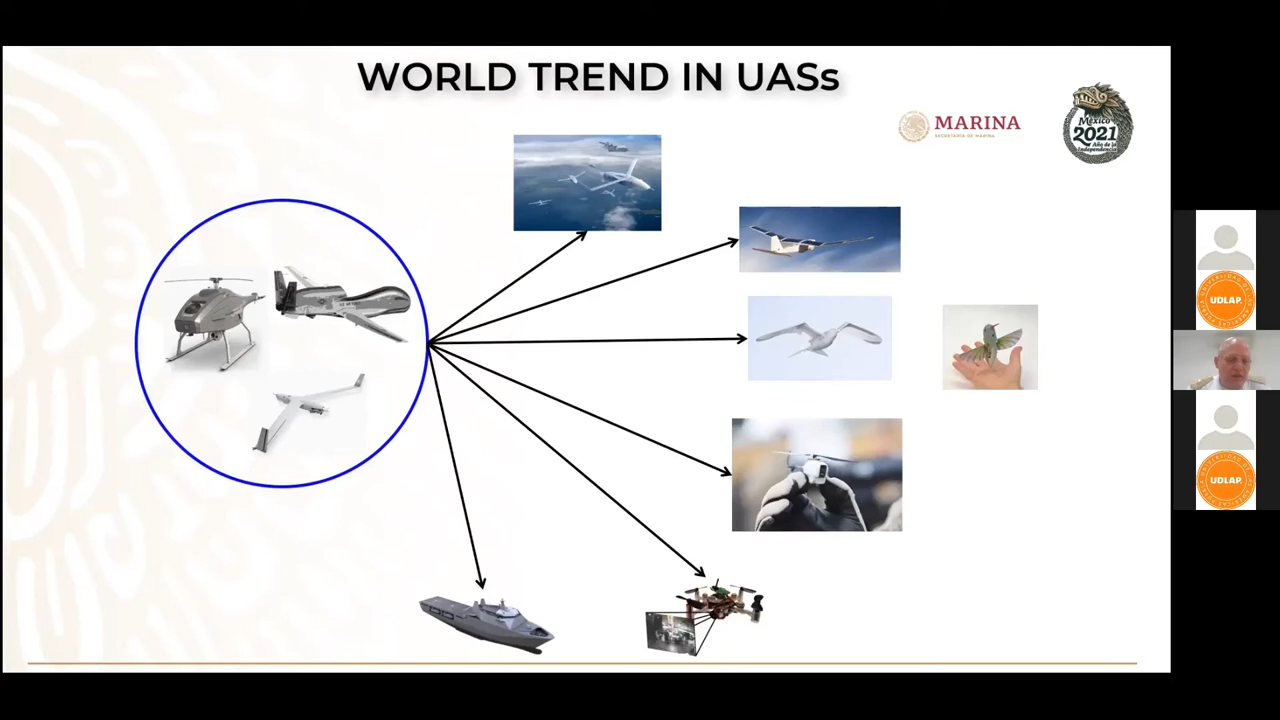 WORLD TREND IN UASs
MARINA
SECRETARÍA DE MARINA
México
2021
Año de la
Independencia
UDLAP
UDLAP